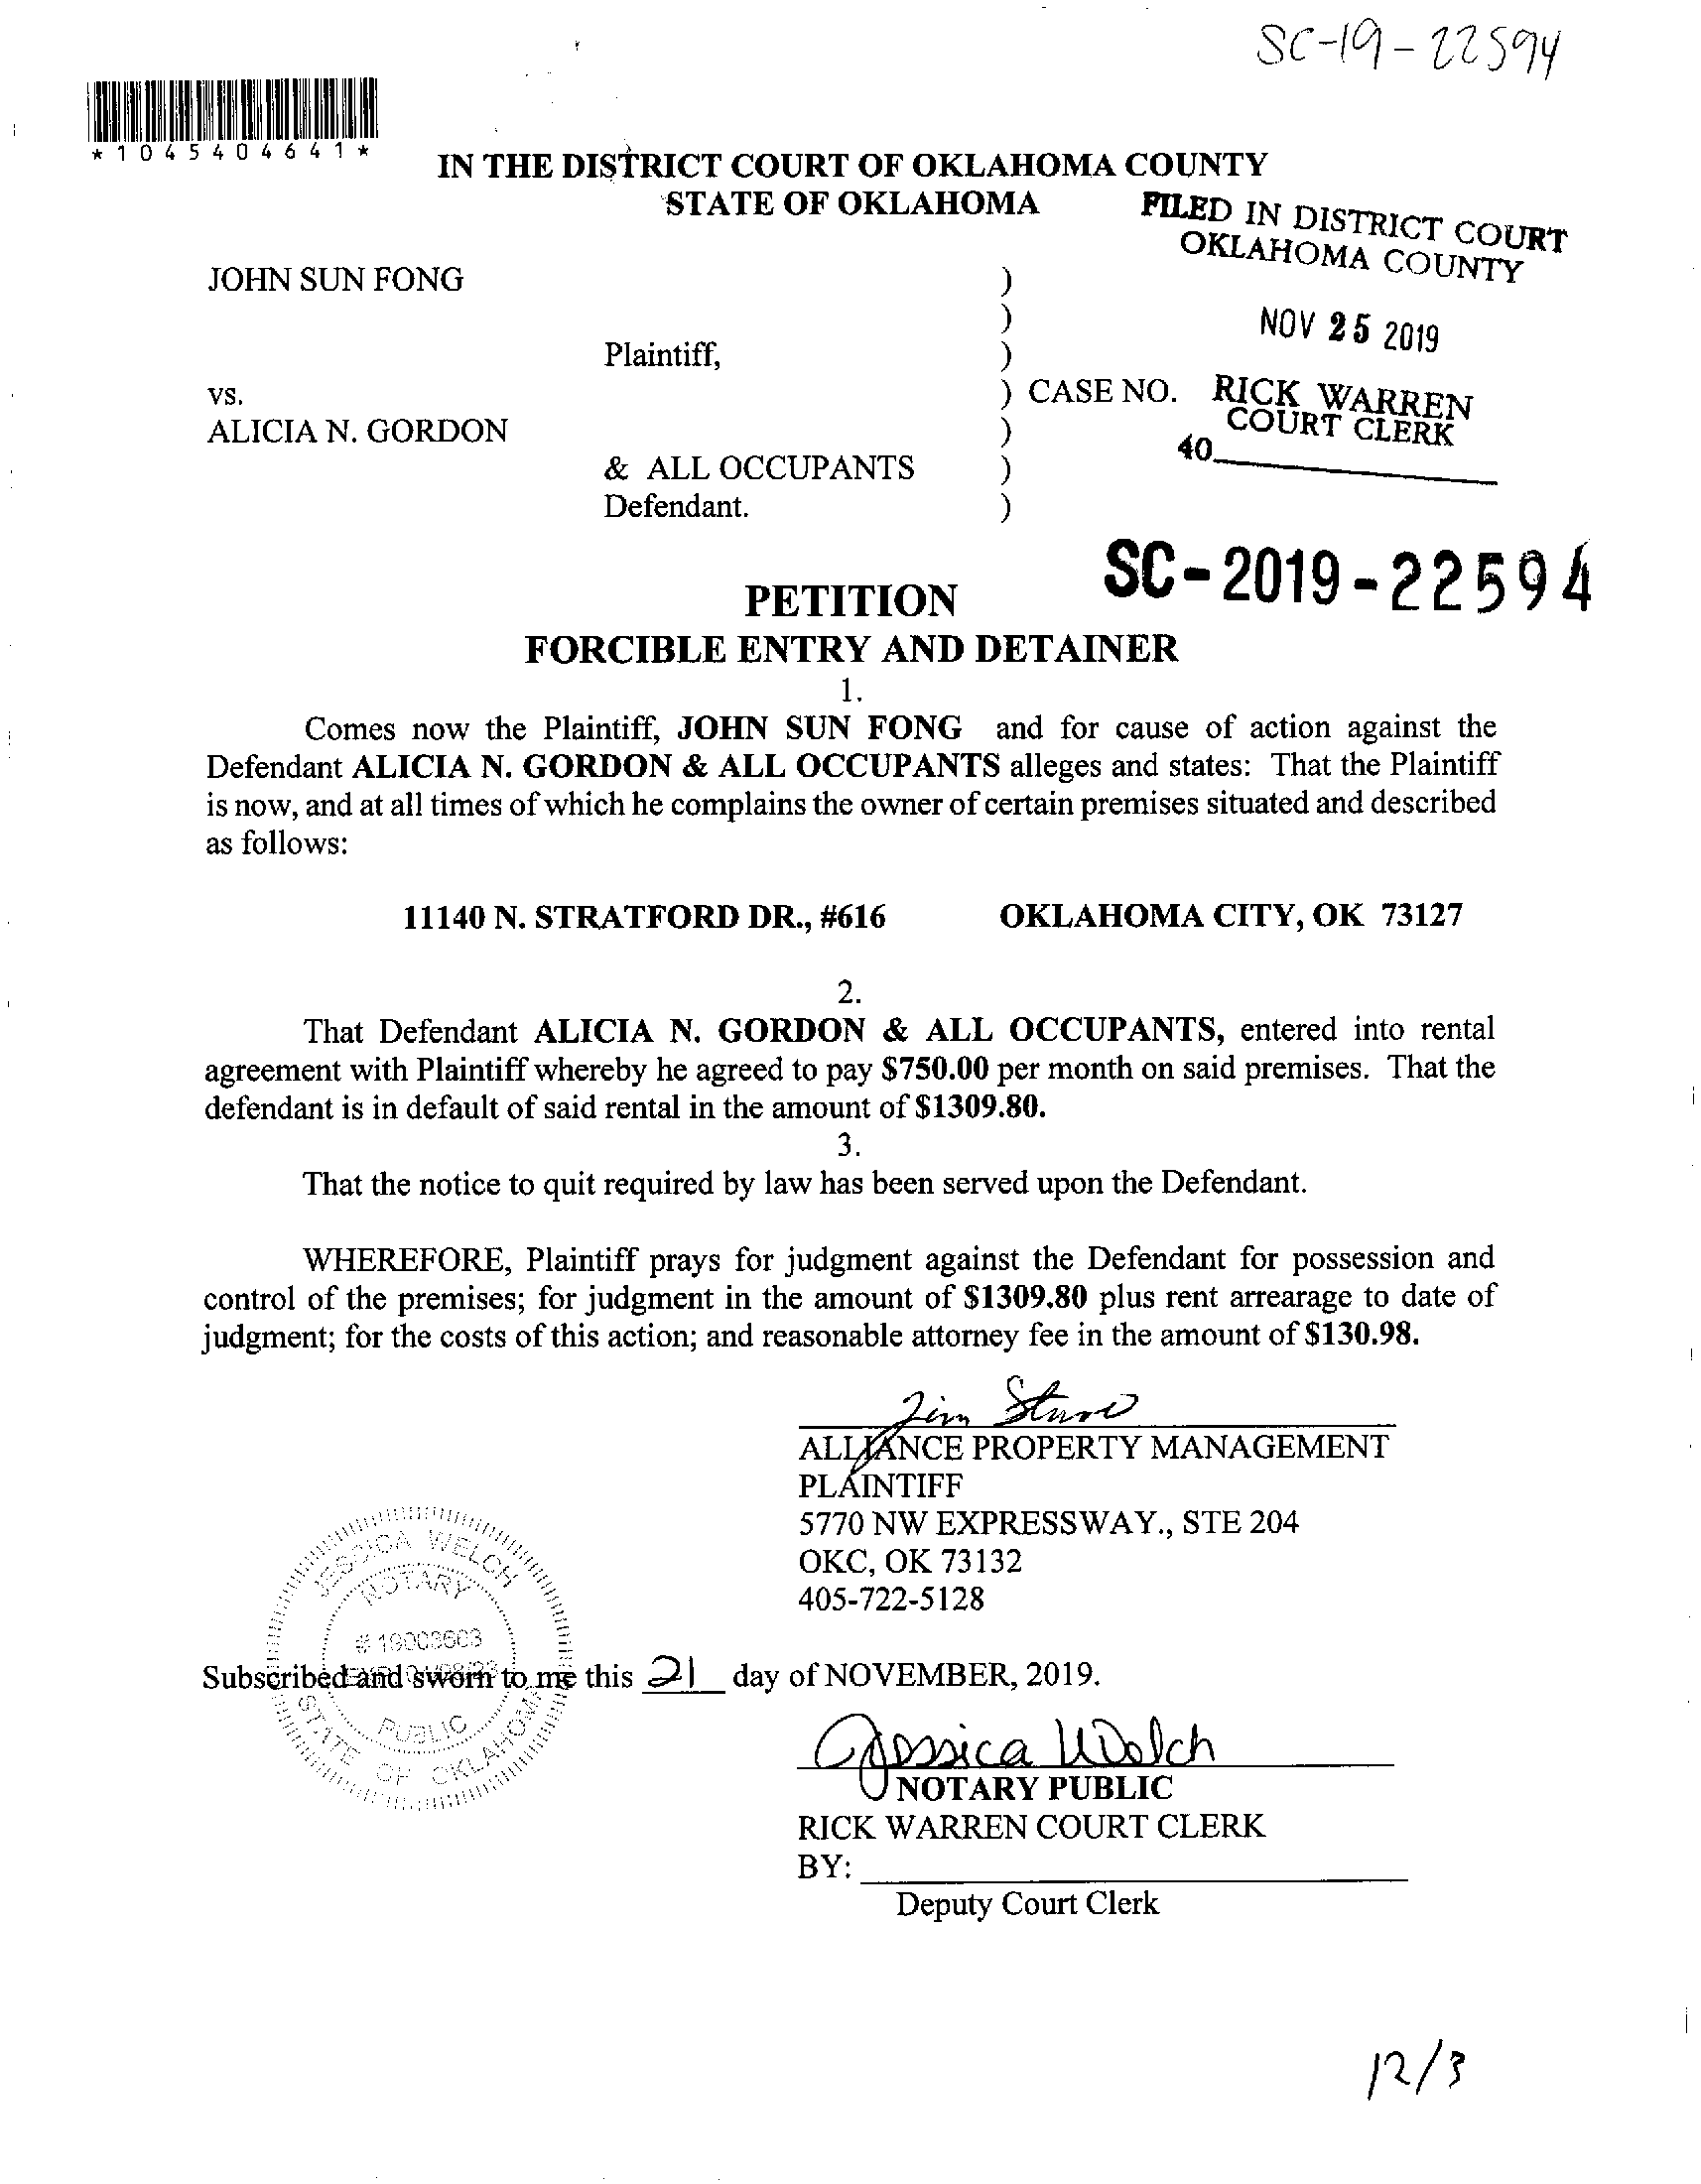 SC-19-22594
*1045404641*
IN THE DISTRICT COURT OF OKLAHOMA COUNTY
STATE OF OKLAHOMA
FILED IN DISTRICT COURT
OKLAHOMA COUNTY
JOHN SUN FONG )
)
NOV 25 2019
Plaintiff, )
vs. ) CASE NO.
RICK WARREN
COURT CLERK
ALICIA N. GORDON )
40
& ALL OCCUPANTS )
Defendant. )
SC-2019-22594
PETITION
FORCIBLE ENTRY AND DETAINER
1.
Comes now the Plaintiff, JOHN SUN FONG and for cause of action against the
Defendant ALICIA N. GORDON & ALL OCCUPANTS alleges and states: That the Plaintiff
is now, and at all times of which he complains the owner of certain premises situated and described
as follows:
11140 N. STRATFORD DR., #616 OKLAHOMA CITY, OK 73127
2.
That Defendant ALICIA N. GORDON & ALL OCCUPANTS, entered into rental
agreement with Plaintiff whereby he agreed to pay $750.00 per month on said premises. That the
defendant is in default of said rental in the amount of $1309.80.
3.
That the notice to quit required by law has been served upon the Defendant.
WHEREFORE, Plaintiff prays for judgment against the Defendant for possession and
control of the premises; for judgment in the amount of $1309.80 plus rent arrearage to date of
judgment; for the costs of this action; and reasonable attorney fee in the amount of $130.98.
Jim
ALLIANCE PROPERTY MANAGEMENT
PLAINTIFF
5770 NW EXPRESSWAY., STE 204
OKC, OK 73132
405-722-5128
JESSICA WELCH
NOTARY
# 19003603
PUBLIC
STATE OF OKLAHOMA
Subscribed and sworn to me this 21 day of NOVEMBER, 2019.
Jessica Welch
NOTARY PUBLIC
RICK WARREN COURT CLERK
BY:
Deputy Court Clerk
12/3